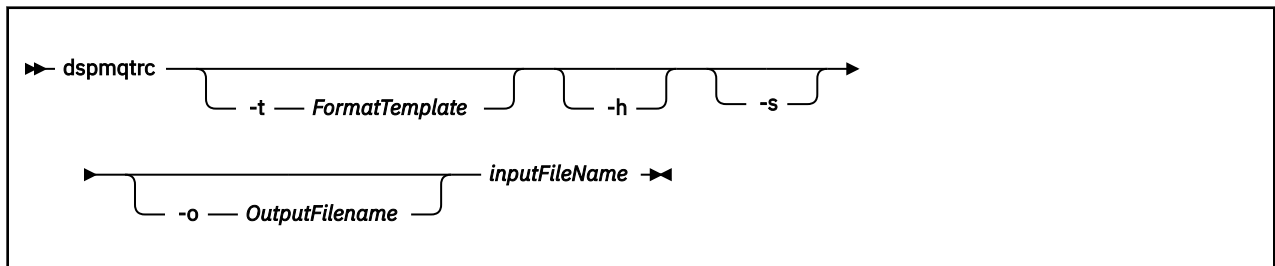 dspmqtrc
-t FormatTemplate -h -s
inputFileName
-o OutputFilename